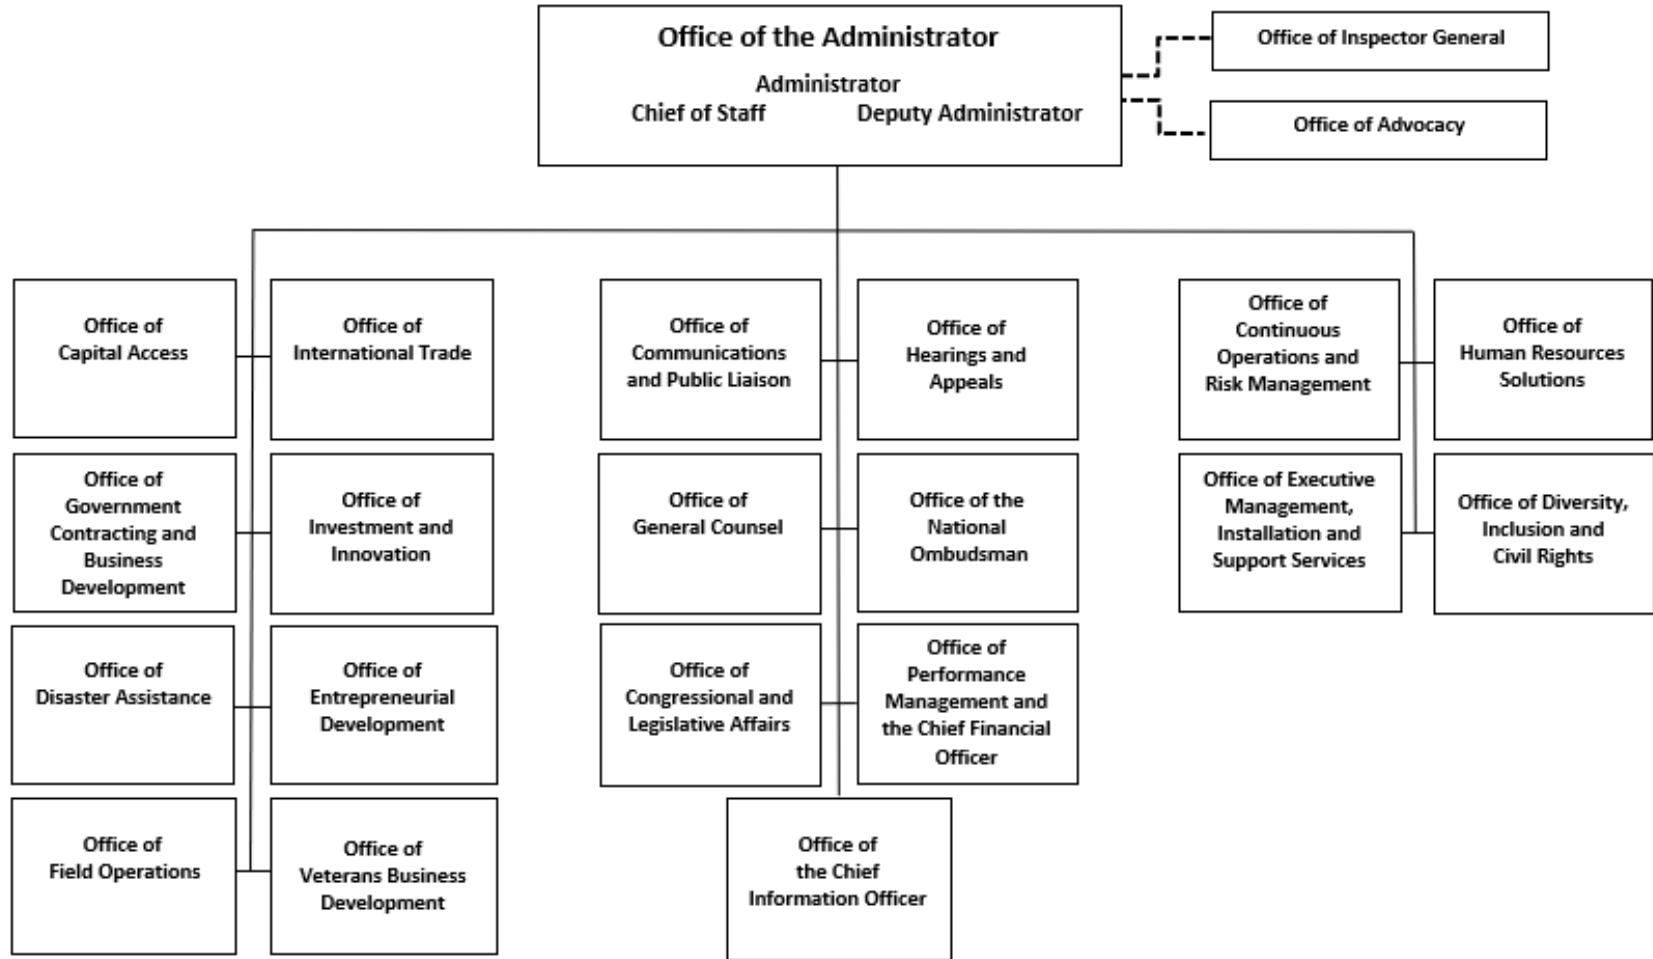 Office of the Administrator
Administrator
Chief of Staff Deputy Administrator
Office of Inspector General
Office of Advocacy
Office of
Capital Access
Office of
International Trade
Office of
Communications
and Public Liaison
Office of
Hearings and
Appeals
Office of
Continuous
Operations and
Risk Management
Office of
Human Resources
Solutions
Office of
Government
Contracting and
Business
Development
Office of
Investment and
Innovation
Office of
General Counsel
Office of the
National
Ombudsman
Office of Executive
Management,
Installation and
Support Services
Office of Diversity,
Inclusion and
Civil Rights
Office of
Disaster Assistance
Office of
Entrepreneurial
Development
Office of
Congressional and
Legislative Affairs
Office of
Performance
Management and
the Chief Financial
Officer
Office of
Field Operations
Office of
Veterans Business
Development
Office of
the Chief
Information Officer